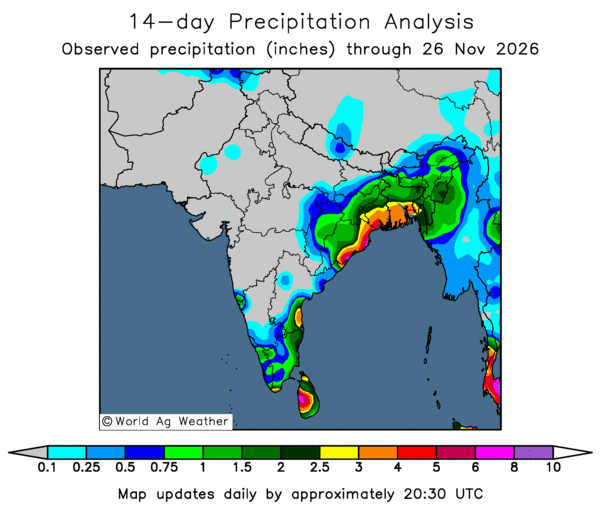 14-day Precipitation Analysis
Observed precipitation (inches) through 26 Nov 2026
©World Ag Weather
0.1 0.25 0.5 0.75 1 1.5 2 2.5 3 4 5 6 8 10
Map updates daily by approximately 20:30 UTC